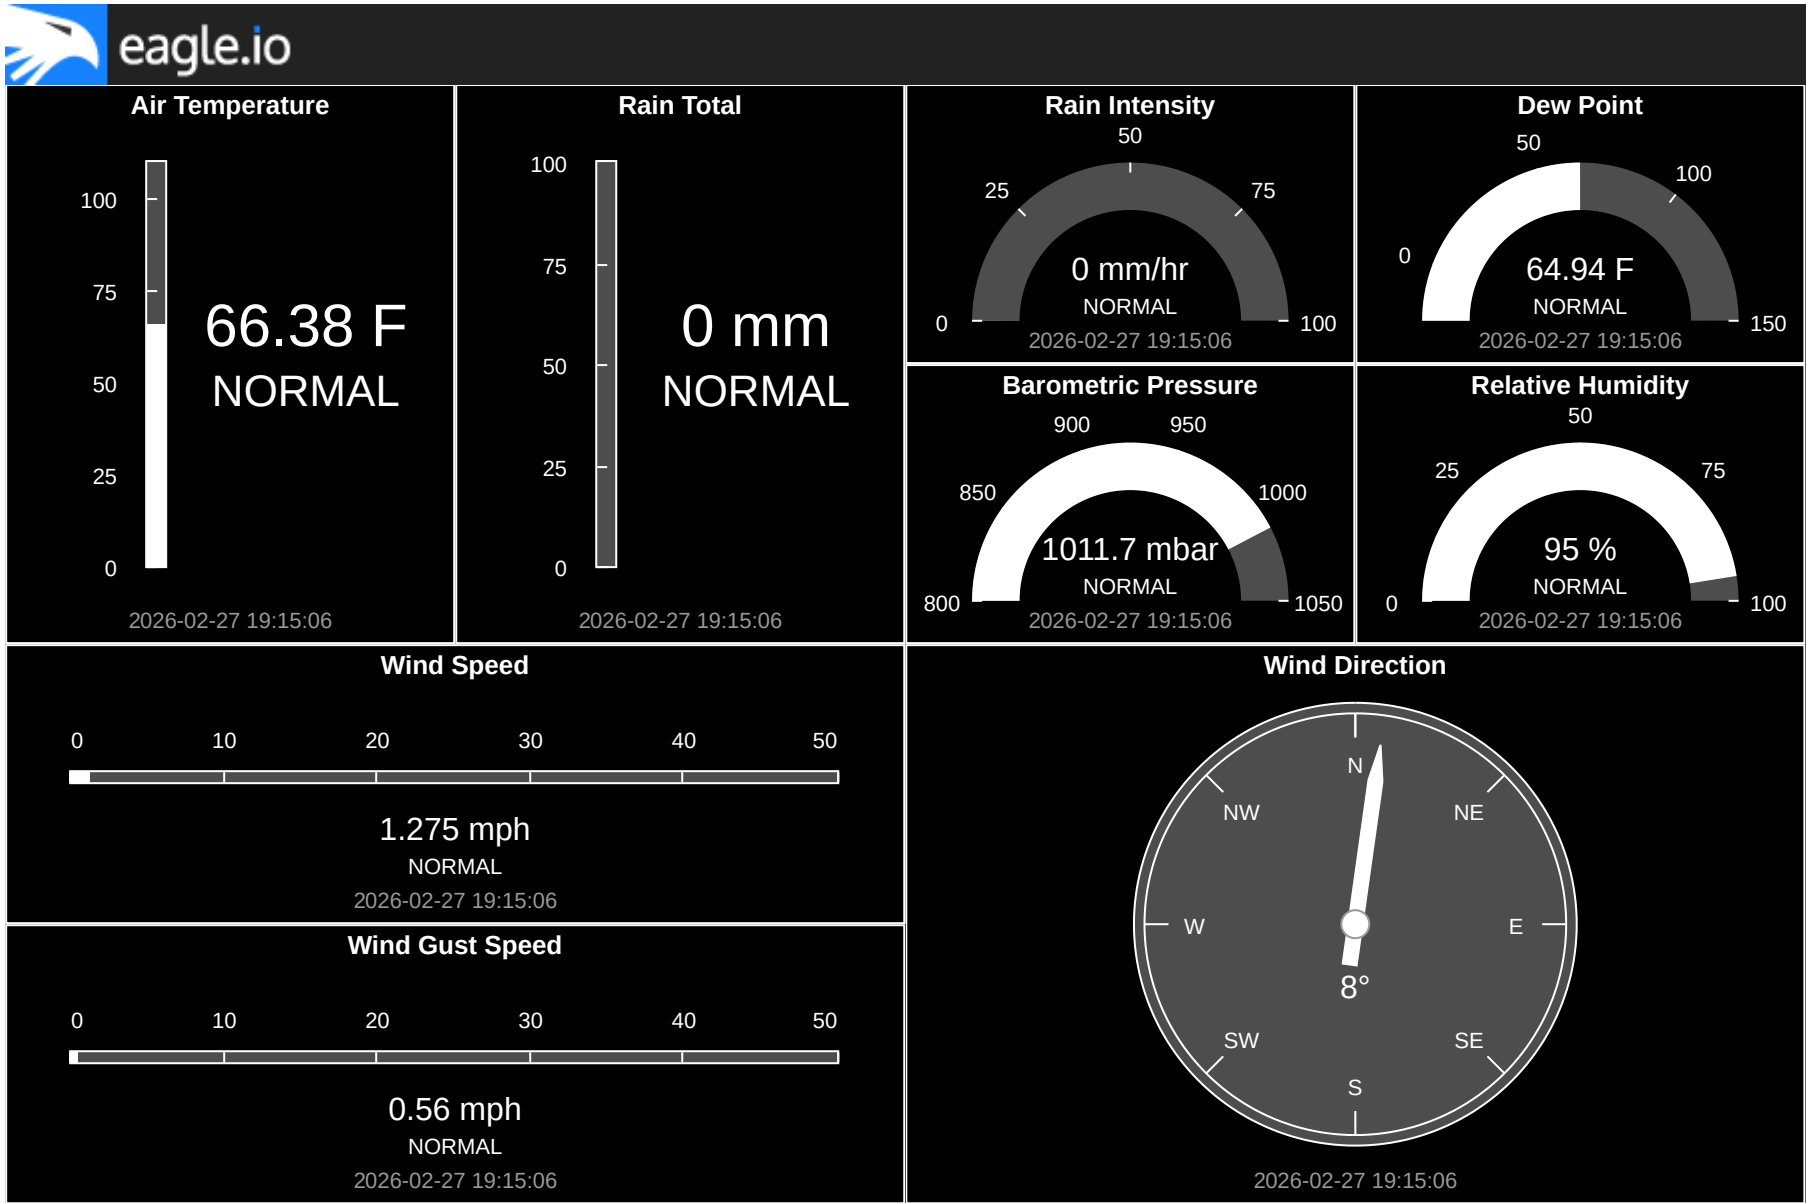 eagle.io
Air Temperature
100
75
50
25
0
66.38 F
NORMAL
2026-02-27 19:15:06
Rain Total
100
75
50
25
0
0 mm
NORMAL
2026-02-27 19:15:06
Rain Intensity
50
25
75
0
100
0 mm/hr
NORMAL
2026-02-27 19:15:06
Dew Point
50
100
0
150
64.94 F
NORMAL
2026-02-27 19:15:06
Barometric Pressure
900
950
850
1000
800
1050
1011.7 mbar
NORMAL
2026-02-27 19:15:06
Relative Humidity
50
25
75
0
100
95 %
NORMAL
2026-02-27 19:15:06
Wind Speed
0 10 20 30 40 50
1.275 mph
NORMAL
2026-02-27 19:15:06
Wind Gust Speed
0 10 20 30 40 50
0.56 mph
NORMAL
2026-02-27 19:15:06
Wind Direction
N
NW
NE
W
E
8°
SW
SE
S
2026-02-27 19:15:06